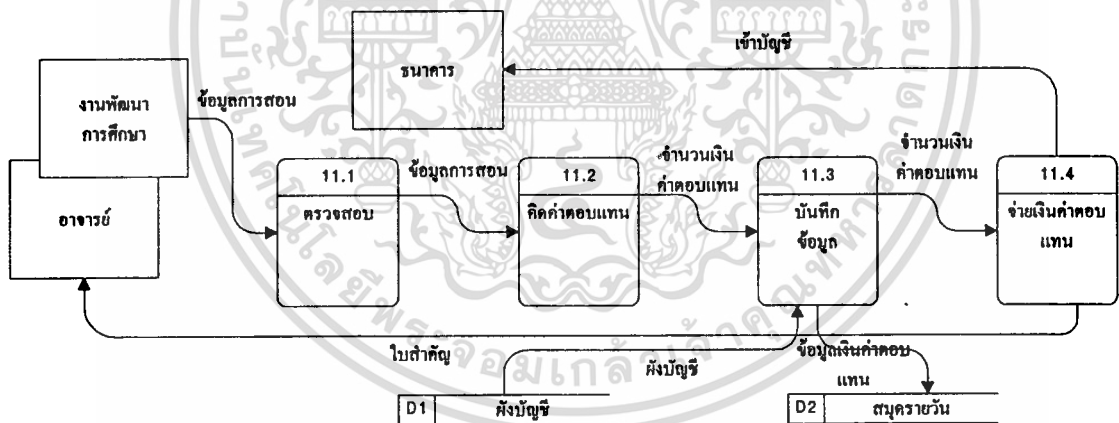 ธนาคาร
เข้าบัญชี
งานพัฒนา
การศึกษา
ข้อมูลการสอน
อาจารย์
11.1
ตรวจสอบ
ข้อมูลการสอน
11.2
คิดค่าตอบแทน
จำนวนเงิน
ค่าตอบแทน
11.3
บันทึก
ข้อมูล
จำนวนเงิน
ค่าตอบแทน
11.4
จ่ายเงินค่าตอบ
แทน
ใบสำคัญ
ผังบัญชี
ข้อมูลเงินค่าตอบ
แทน
D1
ผังบัญชี
D2
สมุดรายวัน